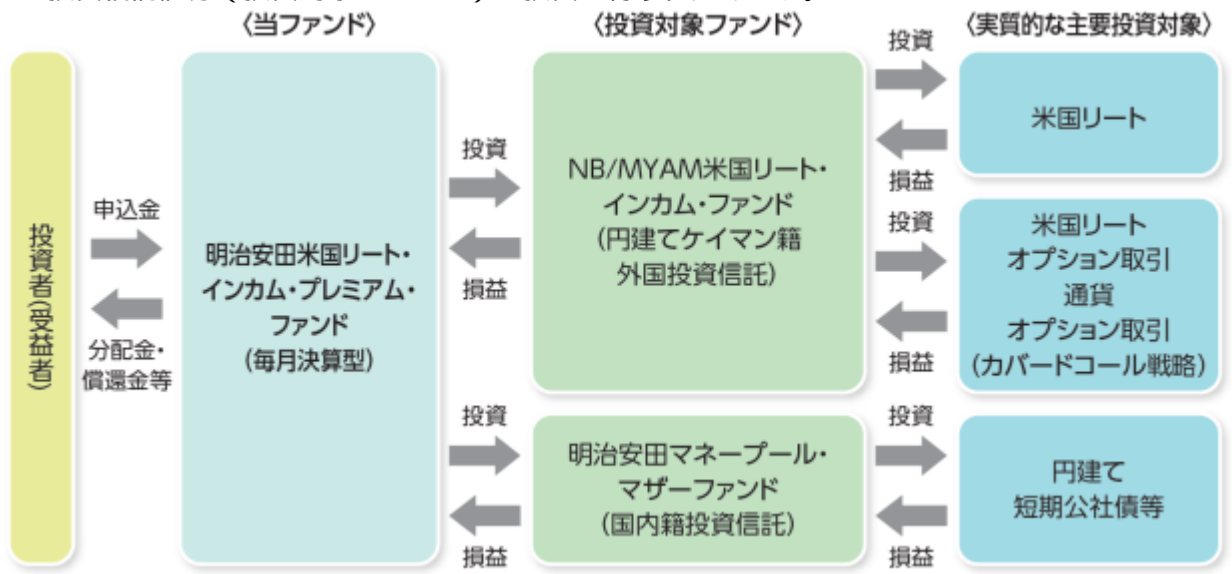 〈当ファンド〉
〈投資対象ファンド〉
〈実質的な主要投資対象〉
投資者(受益者)
申込金
分配金・
償還金等
明治安田米国リート・
インカム・プレミアム・
ファンド
(毎月決算型)
投資
損益
NB/MYAM米国リート・
インカム・ファンド
(円建てケイマン籍
外国投資信託)
投資
損益
米国リート
投資
損益
米国リート
オプション取引
通貨
オプション取引
(カバードコール戦略)
投資
損益
明治安田マネープール・
マザーファンド
(国内籍投資信託)
投資
損益
円建て
短期公社債等